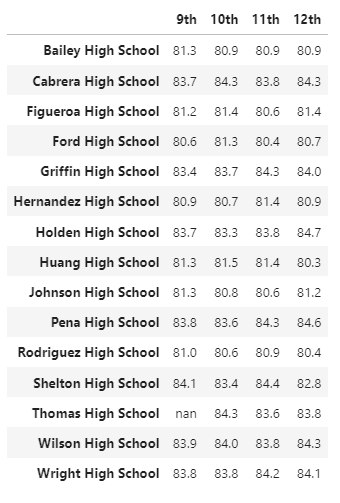 9th 10th 11th 12th
Bailey High School 81.3 80.9 80.9 80.9
Cabrera High School 83.7 84.3 83.8 84.3
Figueroa High School 81.2 81.4 80.6 81.4
Ford High School 80.6 81.3 80.4 80.7
Griffin High School 83.4 83.7 84.3 84.0
Hernandez High School 80.9 80.7 81.4 80.9
Holden High School 83.7 83.3 83.8 84.7
Huang High School 81.3 81.5 81.4 80.3
Johnson High School 81.3 80.8 80.6 81.2
Pena High School 83.8 83.6 84.3 84.6
Rodriguez High School 81.0 80.6 80.9 80.4
Shelton High School 84.1 83.4 84.4 82.8
Thomas High School nan 84.3 83.6 83.8
Wilson High School 83.9 84.0 83.8 84.3
Wright High School 83.8 83.8 84.2 84.1